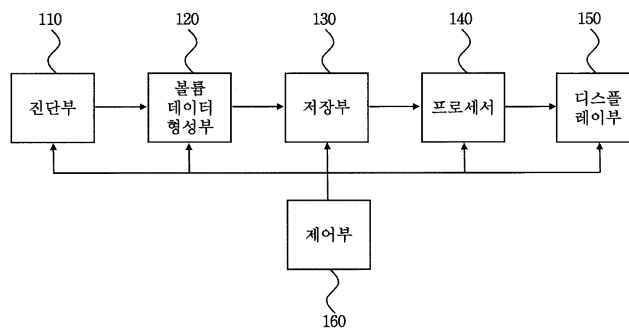 110
120
130
140
150
진단부
볼륨
데이터
형성부
저장부
프로세서
디스플
레이부
제어부
160